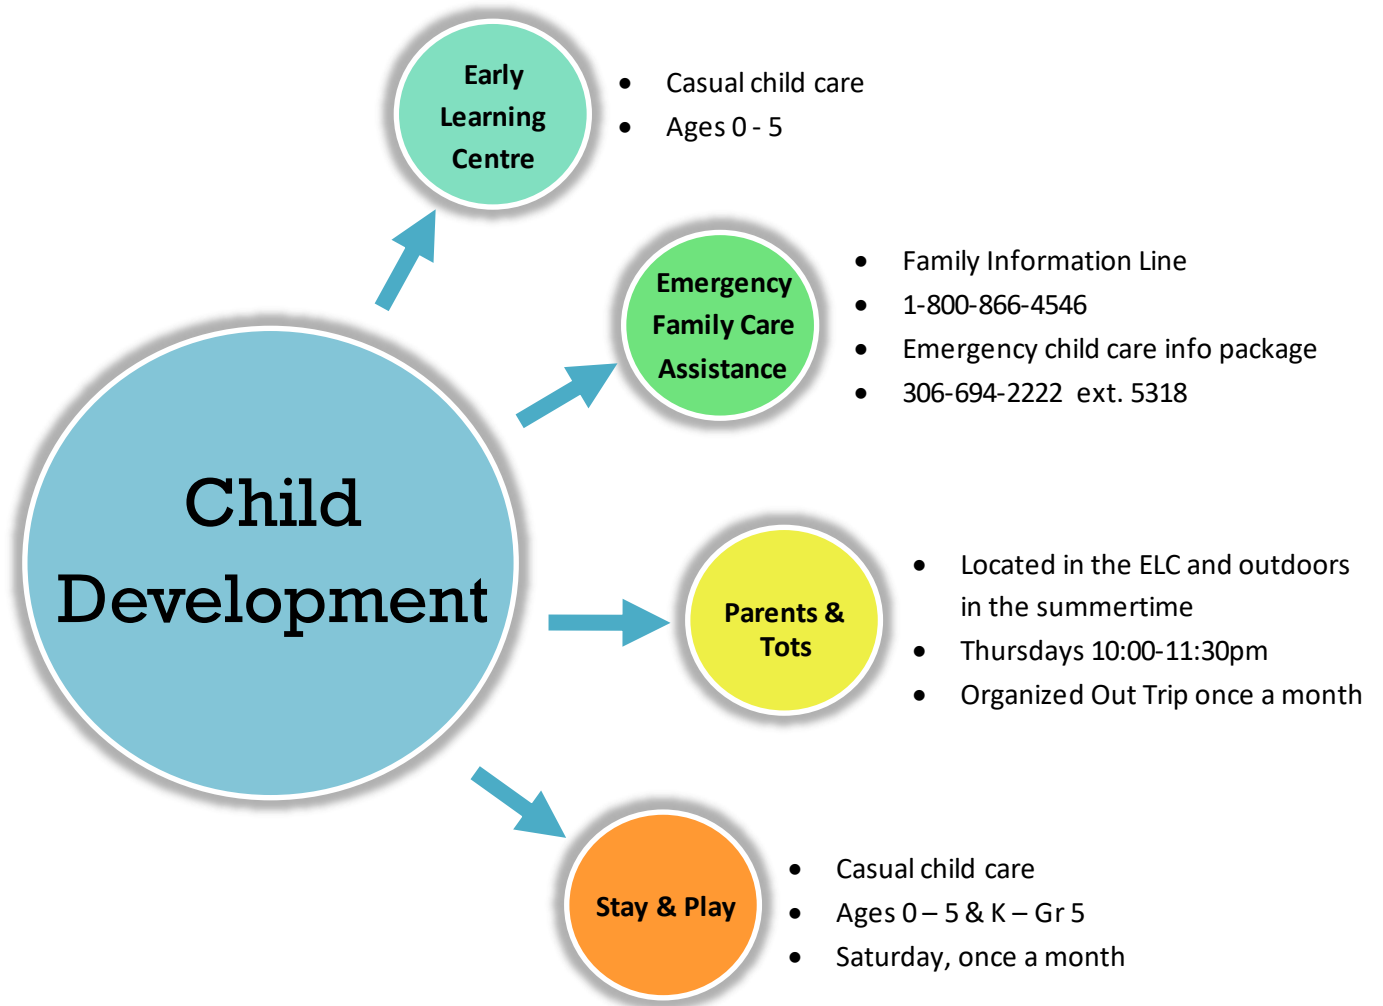 Early
Learning
Centre
• Casual child care
• Ages 0 - 5
Emergency
Family Care
Assistance
• Family Information Line
• 1-800-866-4546
• Emergency child care info package
• 306-694-2222 ext. 5318
Child
Development
Parents &
Tots
• Located in the ELC and outdoors
in the summertime
• Thursdays 10:00-11:30pm
• Organized Out Trip once a month
Stay & Play
• Casual child care
• Ages 0 – 5 & K – Gr 5
• Saturday, once a month